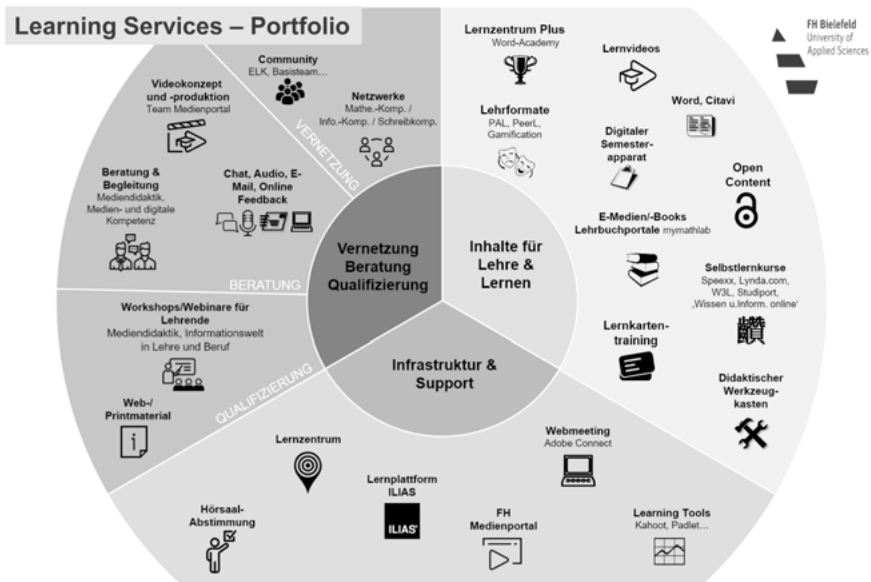 Learning Services – Portfolio
FH Bielefeld
University of
Applied Sciences
Community
ELK, Basisteam…
Netzwerke
Mathe.-Komp. /
Info.-Komp. / Schreibkomp.
VERNETZUNG
Videokonzept
und -produktion
Team Medienportal
Beratung &
Begleitung
Mediendidaktik,
Medien- und digitale
Kompetenz
Chat, Audio, E-
Mail, Online
Feedback
BERATUNG
Workshops/Webinare für
Lehrende
Mediendidaktik, Informationswelt
in Lehre und Beruf
Web-/
Printmaterial
QUALIFIZIERUNG
Vernetzung
Beratung
Qualifizierung
Inhalte für
Lehre &
Lernen
Infrastruktur &
Support
Lernzentrum Plus
Word-Academy
Lehrformate
PAL, PeerL,
Gamification
Lernvideos
Word, Citavi
Digitaler
Semester-
apparat
Open
Content
E-Medien/-Books
Lehrbuchportale mymathlab
Selbstlernkurse
Speexx, Lynda.com,
W3L, Studiport,
‚Wissen u.Inform. online'
Lernkarten-
training
Didaktischer
Werkzeug-
kasten
Lernzentrum
Hörsaal-
Abstimmung
Lernplattform
ILIAS
ILIAS
FH
Medienportal
Webmeeting
Adobe Connect
Learning Tools
Kahoot, Padlet…